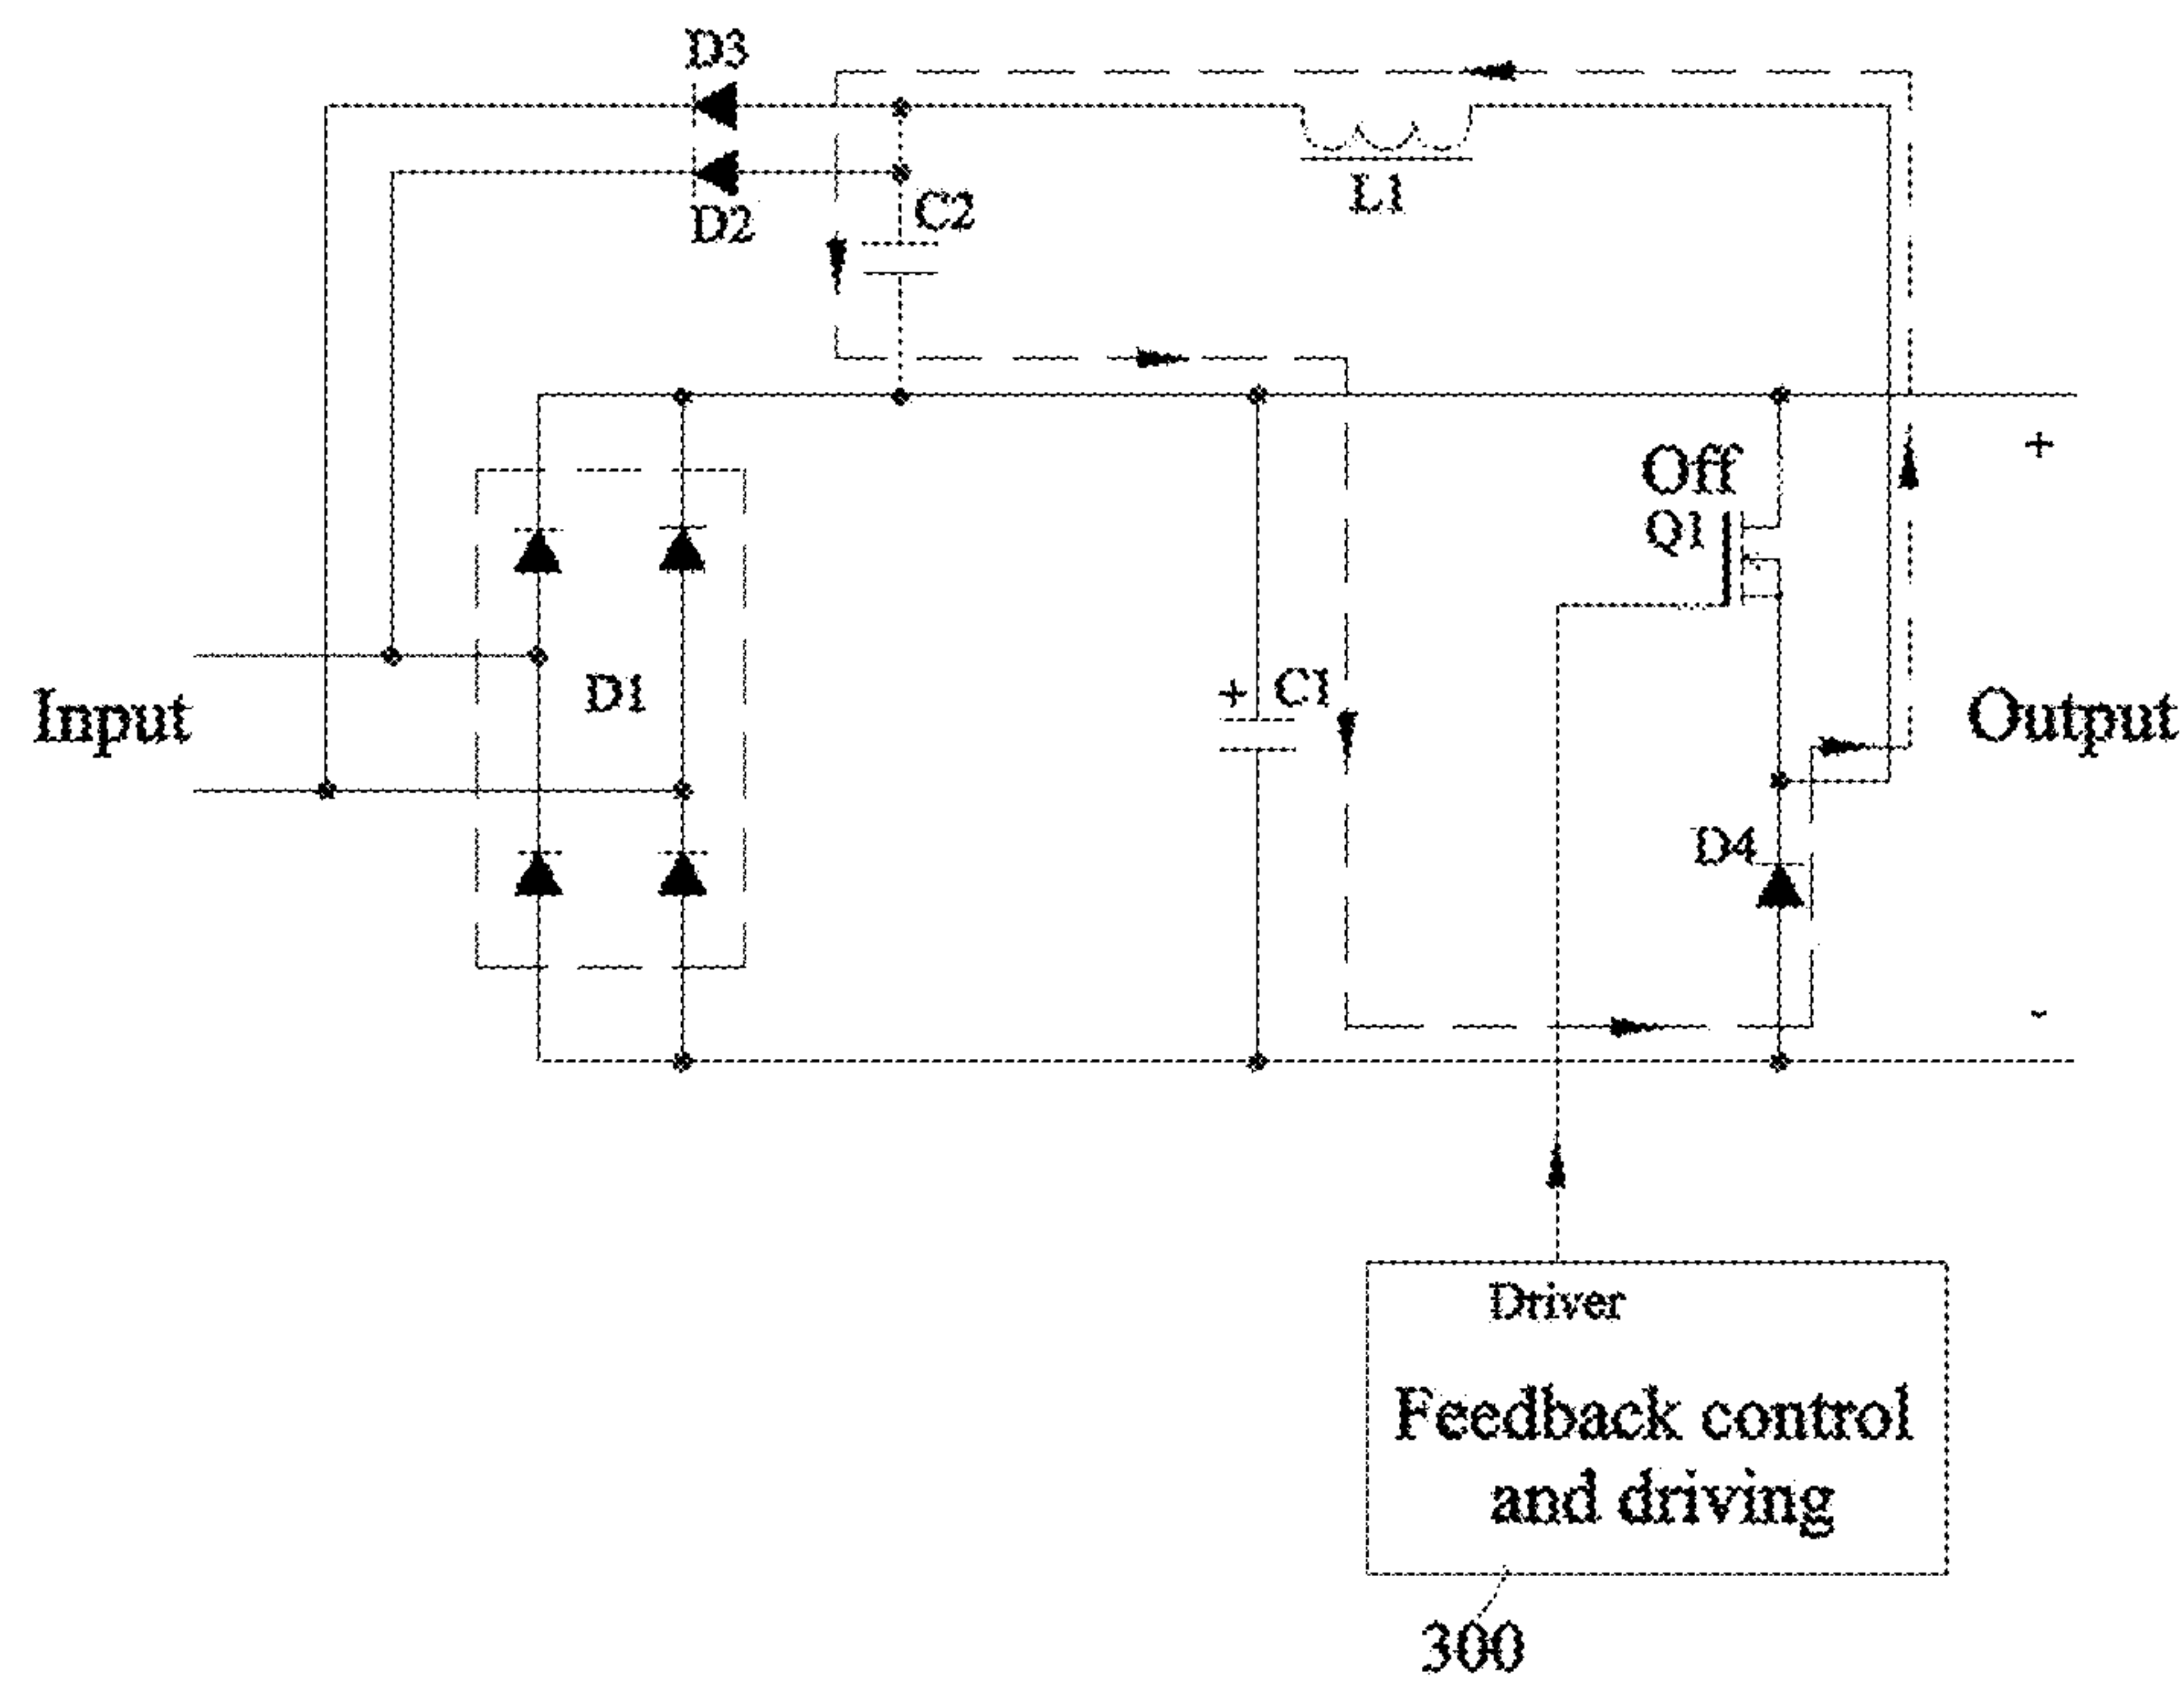 D3
D2
C2
L1
Off
Q1
+
D1
+ C1
Input
Output
D4
-
Driver
Feedback control
and driving
300